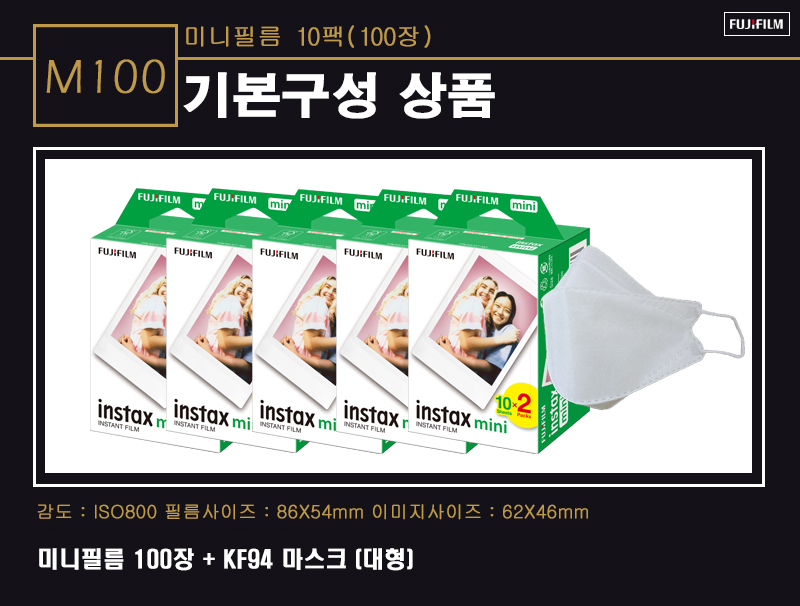 FUJIFILM
미니필름 10팩(100장)
M100
기본구성 상품
FUJIFILM
FUJIFILM mini
FUJIFILM
FUJIFILM mini
FUJIFILM
FUJIFILM mini
FUJIFILM
FUJIFILM
FUJIFILM
FUJIFILM mini
FUJIFILM
instax
INSTANT FILM
instax
INSTANT FILM
instax
INSTANT FILM
instax
INSTANT FILM
instax mini
INSTANT FILM
10 Sheets × 2 Packs
감도 : ISO800 필름사이즈 : 86X54mm 이미지사이즈 : 62X46mm
미니필름 100장 + KF94 마스크 (대형)